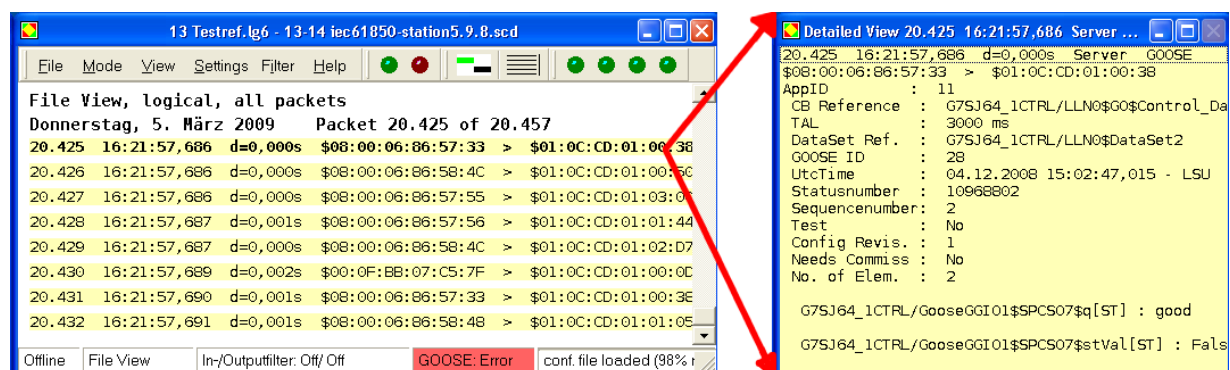 13 Testref.lg6 - 13-14 iec61850-station5.9.8.scd
File Mode View Settings Filter Help
File View, logical, all packets
Donnerstag, 5. März 2009 Packet 20.425 of 20.457
20.425 16:21:57,686 d=0,000s $08:00:06:86:57:33 > $01:0C:CD:01:00:38
20.426 16:21:57,686 d=0,000s $08:00:06:86:58:4C >
20.427 16:21:57,686 d=0,000s $08:00:06:86:57:55 >
20.428 16:21:57,687 d=0,001s $08:00:06:86:57:56 > $01:0C:CD:01:01:44
20.429 16:21:57,687 d=0,000s $08:00:06:86:58:4C > $01:0C:CD:01:02:D7
20.430 16:21:57,689 d=0,002s $00:0F:BB:07:C5:7F > $01:0C:CD:01:00:0D
20.431 16:21:57,690 d=0,001s $08:00:06:86:57:33 > $01:0C:CD:01:00:3E
20.432 16:21:57,691 d=0,001s $08:00:06:86:58:48 > $01:0C:CD:01:01:05
Offline File View In-/Outputfilter: Off/ Off GOOSE: Error conf. file loaded (98%
Detailed View 20.425 16:21:57,686 Server ...
20.425 16:21:57,686 d=0,000s Server GOOSE
$08:00:06:86:57:33 > $01:0C:CD:01:00:38
AppID : 11
CB Reference : G7SJ64_1CTRL/LLN0$GO$Control_Da
TAL : 3000 ms
DataSet Ref. : G7SJ64_1CTRL/LLN0$DataSet2
GOOSE ID : 28
UtcTime : 04.12.2008 15:02:47,015 - LSU
Statusnumber : 10968802
Sequencenumber: 2
Test : No
Config Revis. : 1
Needs Commiss : No
No. of Elem. : 2
G7SJ64_1CTRL/GooseGGIO1$SPCSO7$q[ST] : good
G7SJ64_1CTRL/GooseGGIO1$SPCSO7$stVal[ST] : Fals